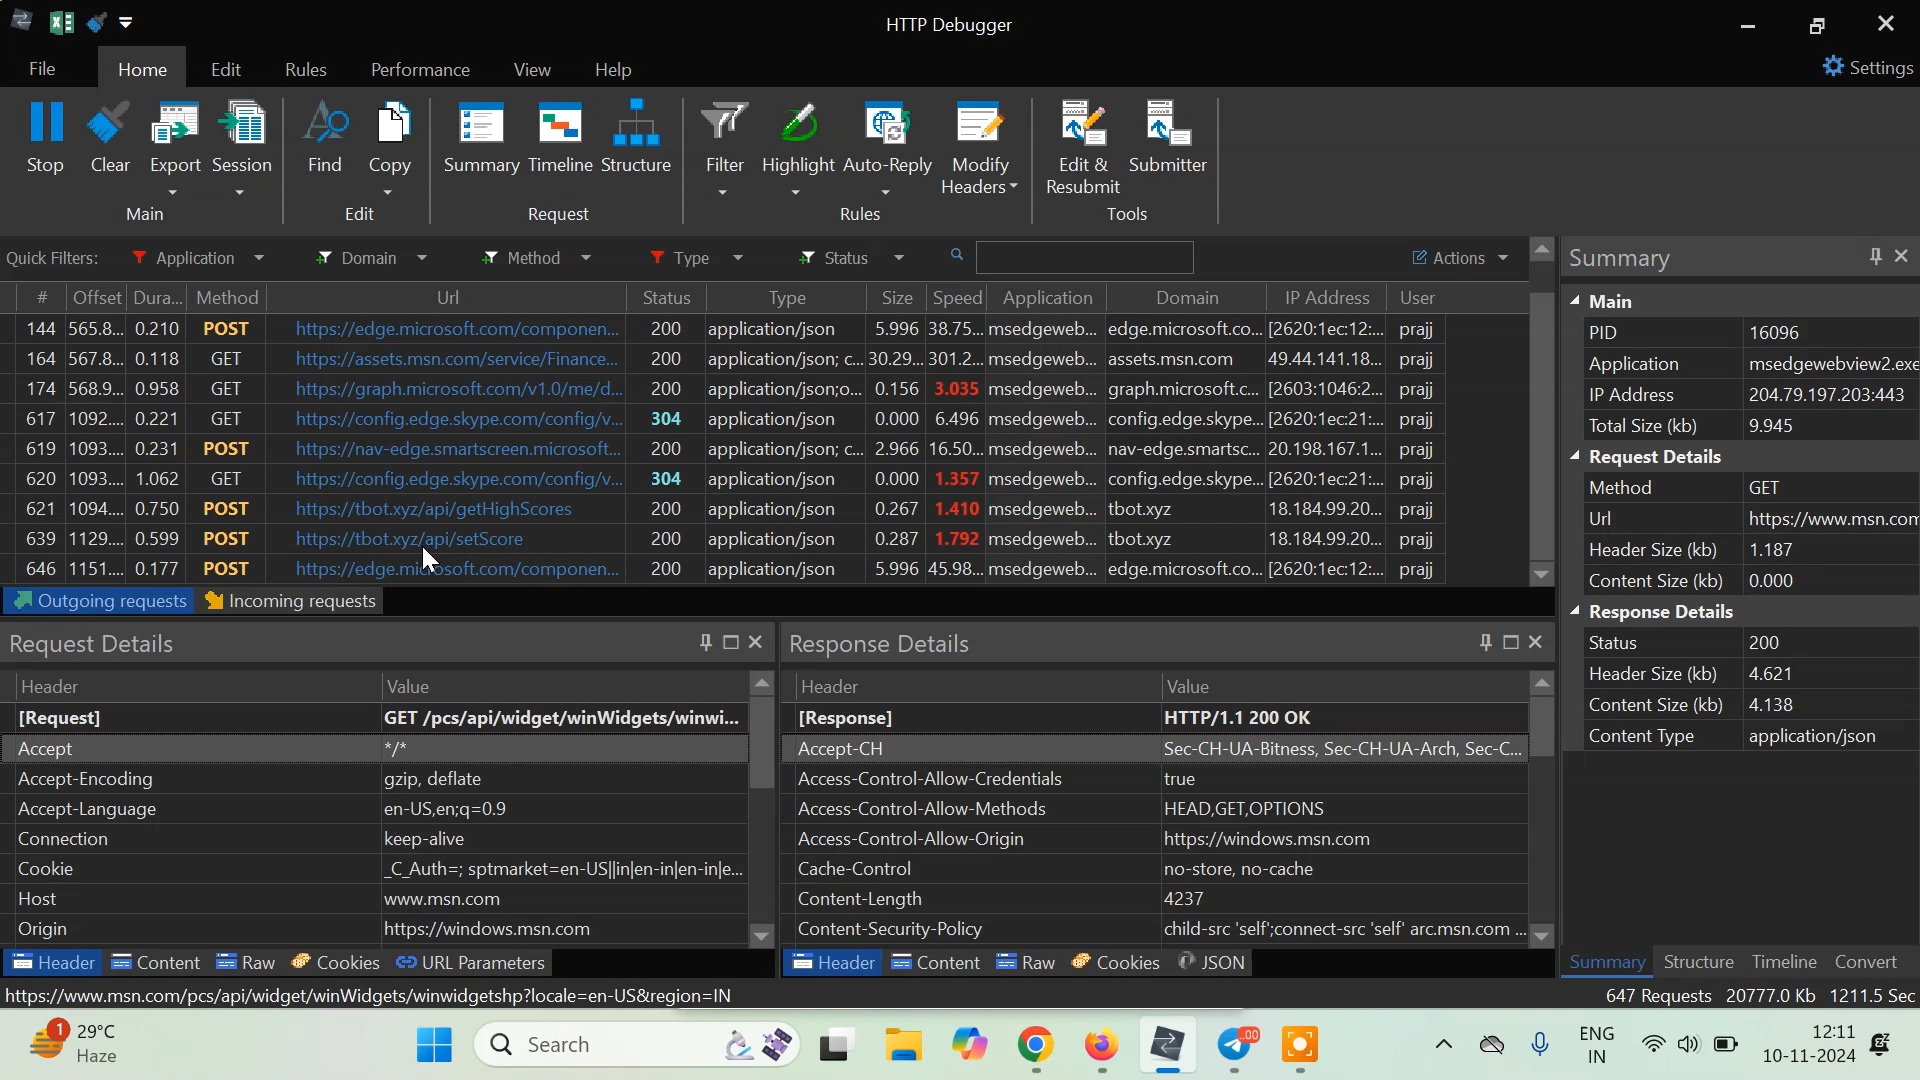 HTTP Debugger
File Home Edit Rules Performance View Help Settings
Stop Clear Export Session Find Copy Summary Timeline Structure Filter Highlight Auto-Reply Modify Headers Edit & Resubmit Submitter
Main Edit Request Rules Tools
Quick Filters: Application Domain Method Type Status Actions
# Offset Dura... Method Url Status Type Size Speed Application Domain IP Address User
144 565.8... 0.210 POST https://edge.microsoft.com/componen... 200 application/json 5.996 38.75... msedgeweb... edge.microsoft.co... [2620:1ec:12:... prajj
164 567.8... 0.118 GET https://assets.msn.com/service/Finance... 200 application/json; c... 30.29... 301.2... msedgeweb... assets.msn.com 49.44.141.18... prajj
174 568.9... 0.958 GET https://graph.microsoft.com/v1.0/me/d... 200 application/json;o... 0.156 3.035 msedgeweb... graph.microsoft.c... [2603:1046:2... prajj
617 1092.... 0.221 GET https://config.edge.skype.com/config/v... 304 application/json 0.000 6.496 msedgeweb... config.edge.skype... [2620:1ec:21:... prajj
619 1093.... 0.231 POST https://nav-edge.smartscreen.microsoft... 200 application/json; c... 2.966 16.50... msedgeweb... nav-edge.smartsc... 20.198.167.1... prajj
620 1093.... 1.062 GET https://config.edge.skype.com/config/v... 304 application/json 0.000 1.357 msedgeweb... config.edge.skype... [2620:1ec:21:... prajj
621 1094.... 0.750 POST https://tbot.xyz/api/getHighScores 200 application/json 0.267 1.410 msedgeweb... tbot.xyz 18.184.99.20... prajj
639 1129.... 0.599 POST https://tbot.xyz/api/setScore 200 application/json 0.287 1.792 msedgeweb... tbot.xyz 18.184.99.20... prajj
646 1151.... 0.177 POST https://edge.microsoft.com/componen... 200 application/json 5.996 45.98... msedgeweb... edge.microsoft.co... [2620:1ec:12:... prajj
Outgoing requests Incoming requests
Summary
Main
PID 16096
Application msedgewebview2.exe
IP Address 204.79.197.203:443
Total Size (kb) 9.945
Request Details
Method GET
Url https://www.msn.com
Header Size (kb) 1.187
Content Size (kb) 0.000
Response Details
Status 200
Header Size (kb) 4.621
Content Size (kb) 4.138
Content Type application/json
Summary Structure Timeline Convert
Request Details
Header Value
[Request] GET /pcs/api/widget/winWidgets/winwi...
Accept */*
Accept-Encoding gzip, deflate
Accept-Language en-US,en;q=0.9
Connection keep-alive
Cookie _C_Auth=; sptmarket=en-US||in|en-in|en-in|e...
Host www.msn.com
Origin https://windows.msn.com
Header Content Raw Cookies URL Parameters
Response Details
Header Value
[Response] HTTP/1.1 200 OK
Accept-CH Sec-CH-UA-Bitness, Sec-CH-UA-Arch, Sec-C...
Access-Control-Allow-Credentials true
Access-Control-Allow-Methods HEAD,GET,OPTIONS
Access-Control-Allow-Origin https://windows.msn.com
Cache-Control no-store, no-cache
Content-Length 4237
Content-Security-Policy child-src 'self';connect-src 'self' arc.msn.com ...
Header Content Raw Cookies JSON
https://www.msn.com/pcs/api/widget/winWidgets/winwidgetshp?locale=en-US&region=IN 647 Requests 20777.0 Kb 1211.5 Sec
1 29°C
Haze
Search
.00
ENG
IN
12:11
10-11-2024